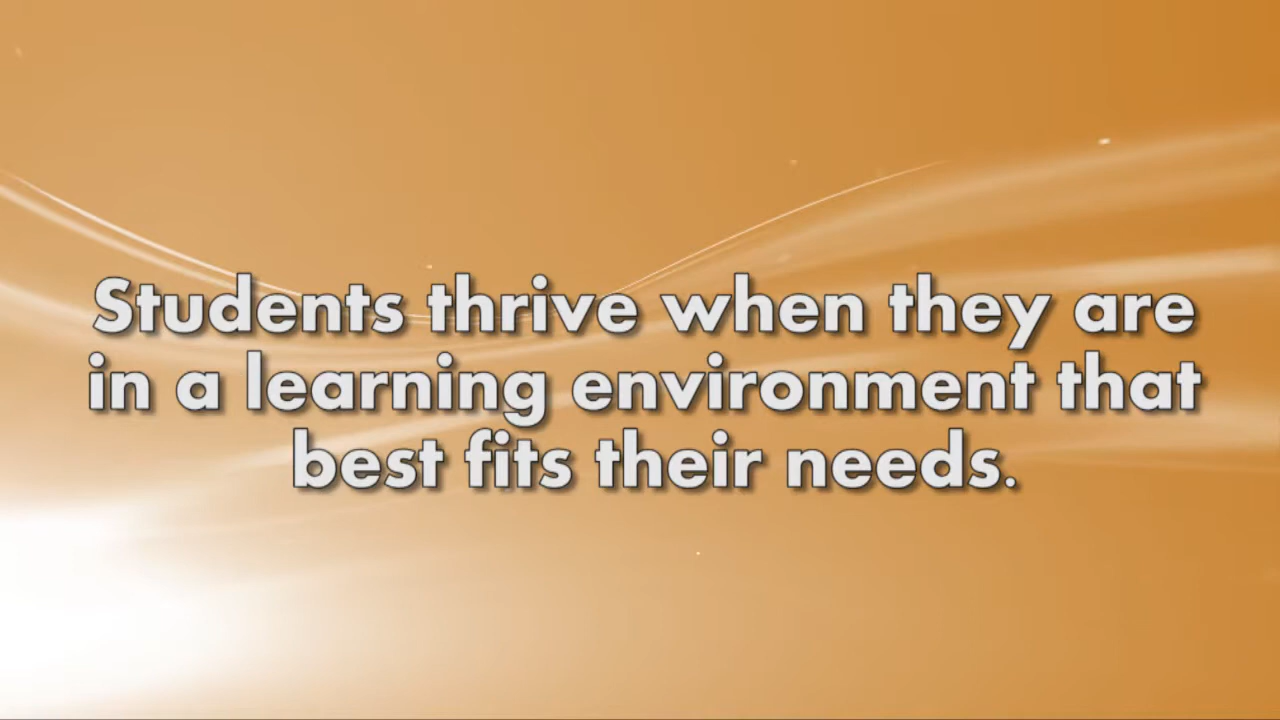 Students thrive when they are
in a learning environment that
best fits their needs.